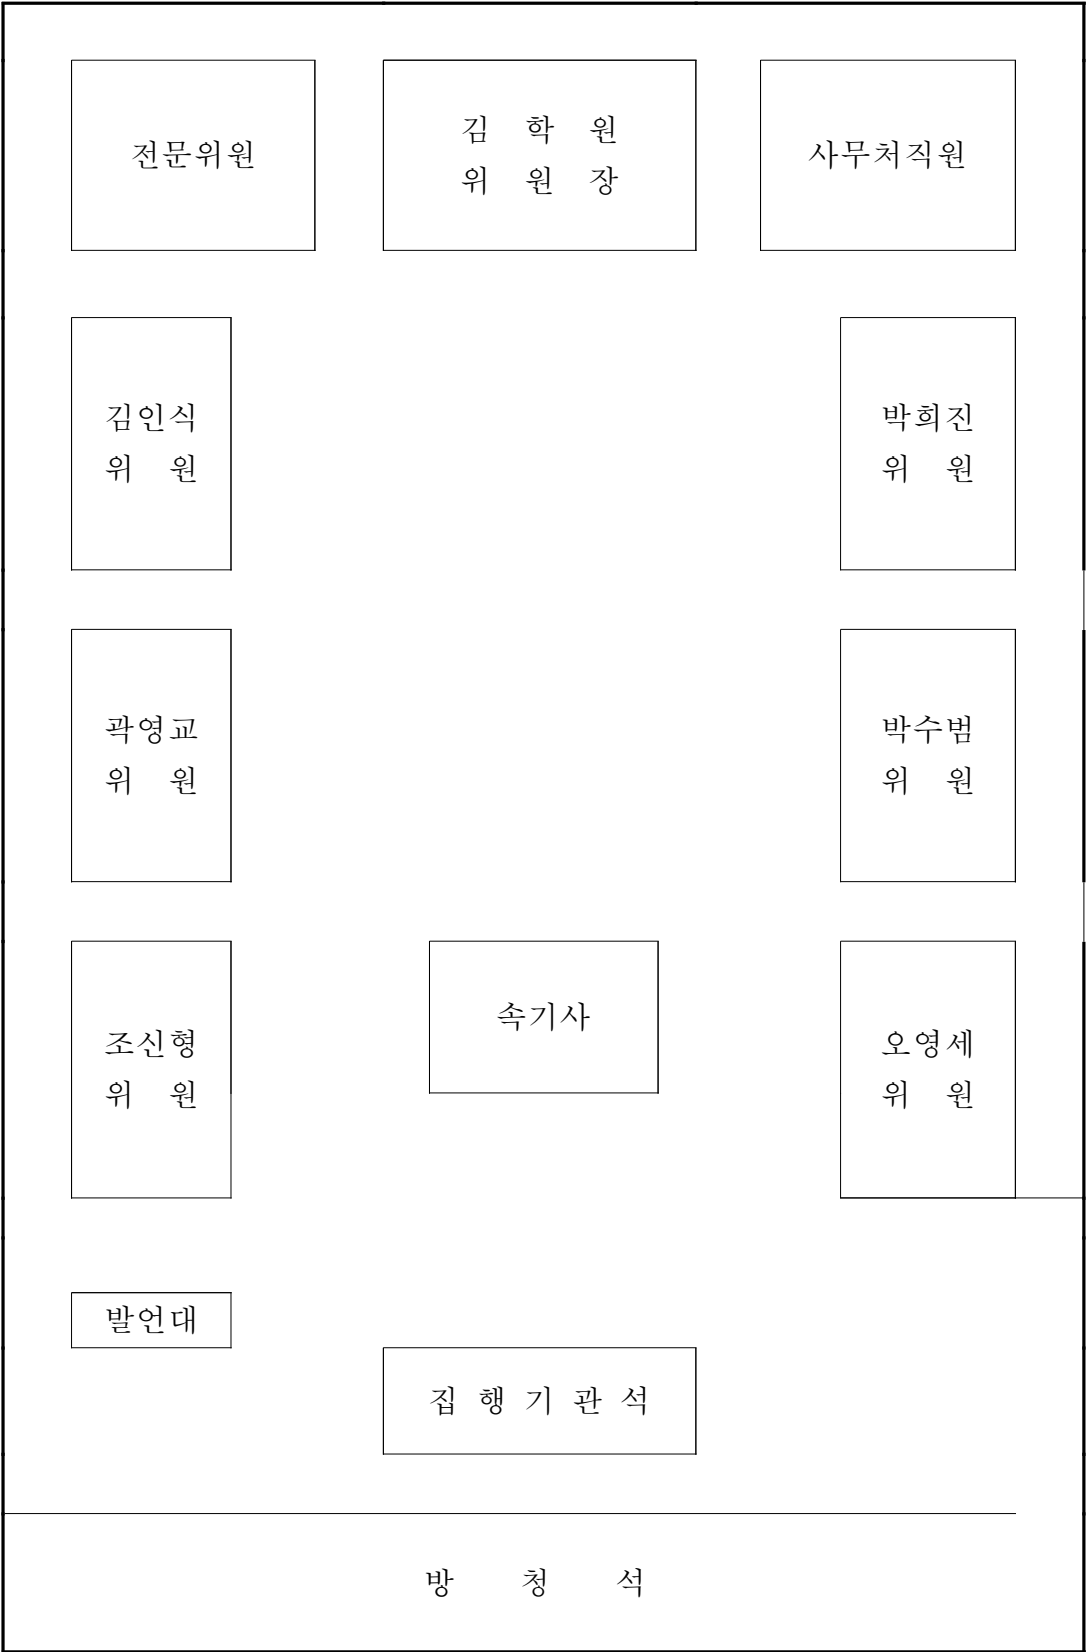 전문위원
김 학 원
위 원 장
사무처직원
김인식
위 원
박희진
위 원
곽영교
위 원
박수범
위 원
조신형
위 원
속기사
오영세
위 원
발언대
집 행 기 관 석
방 청 석